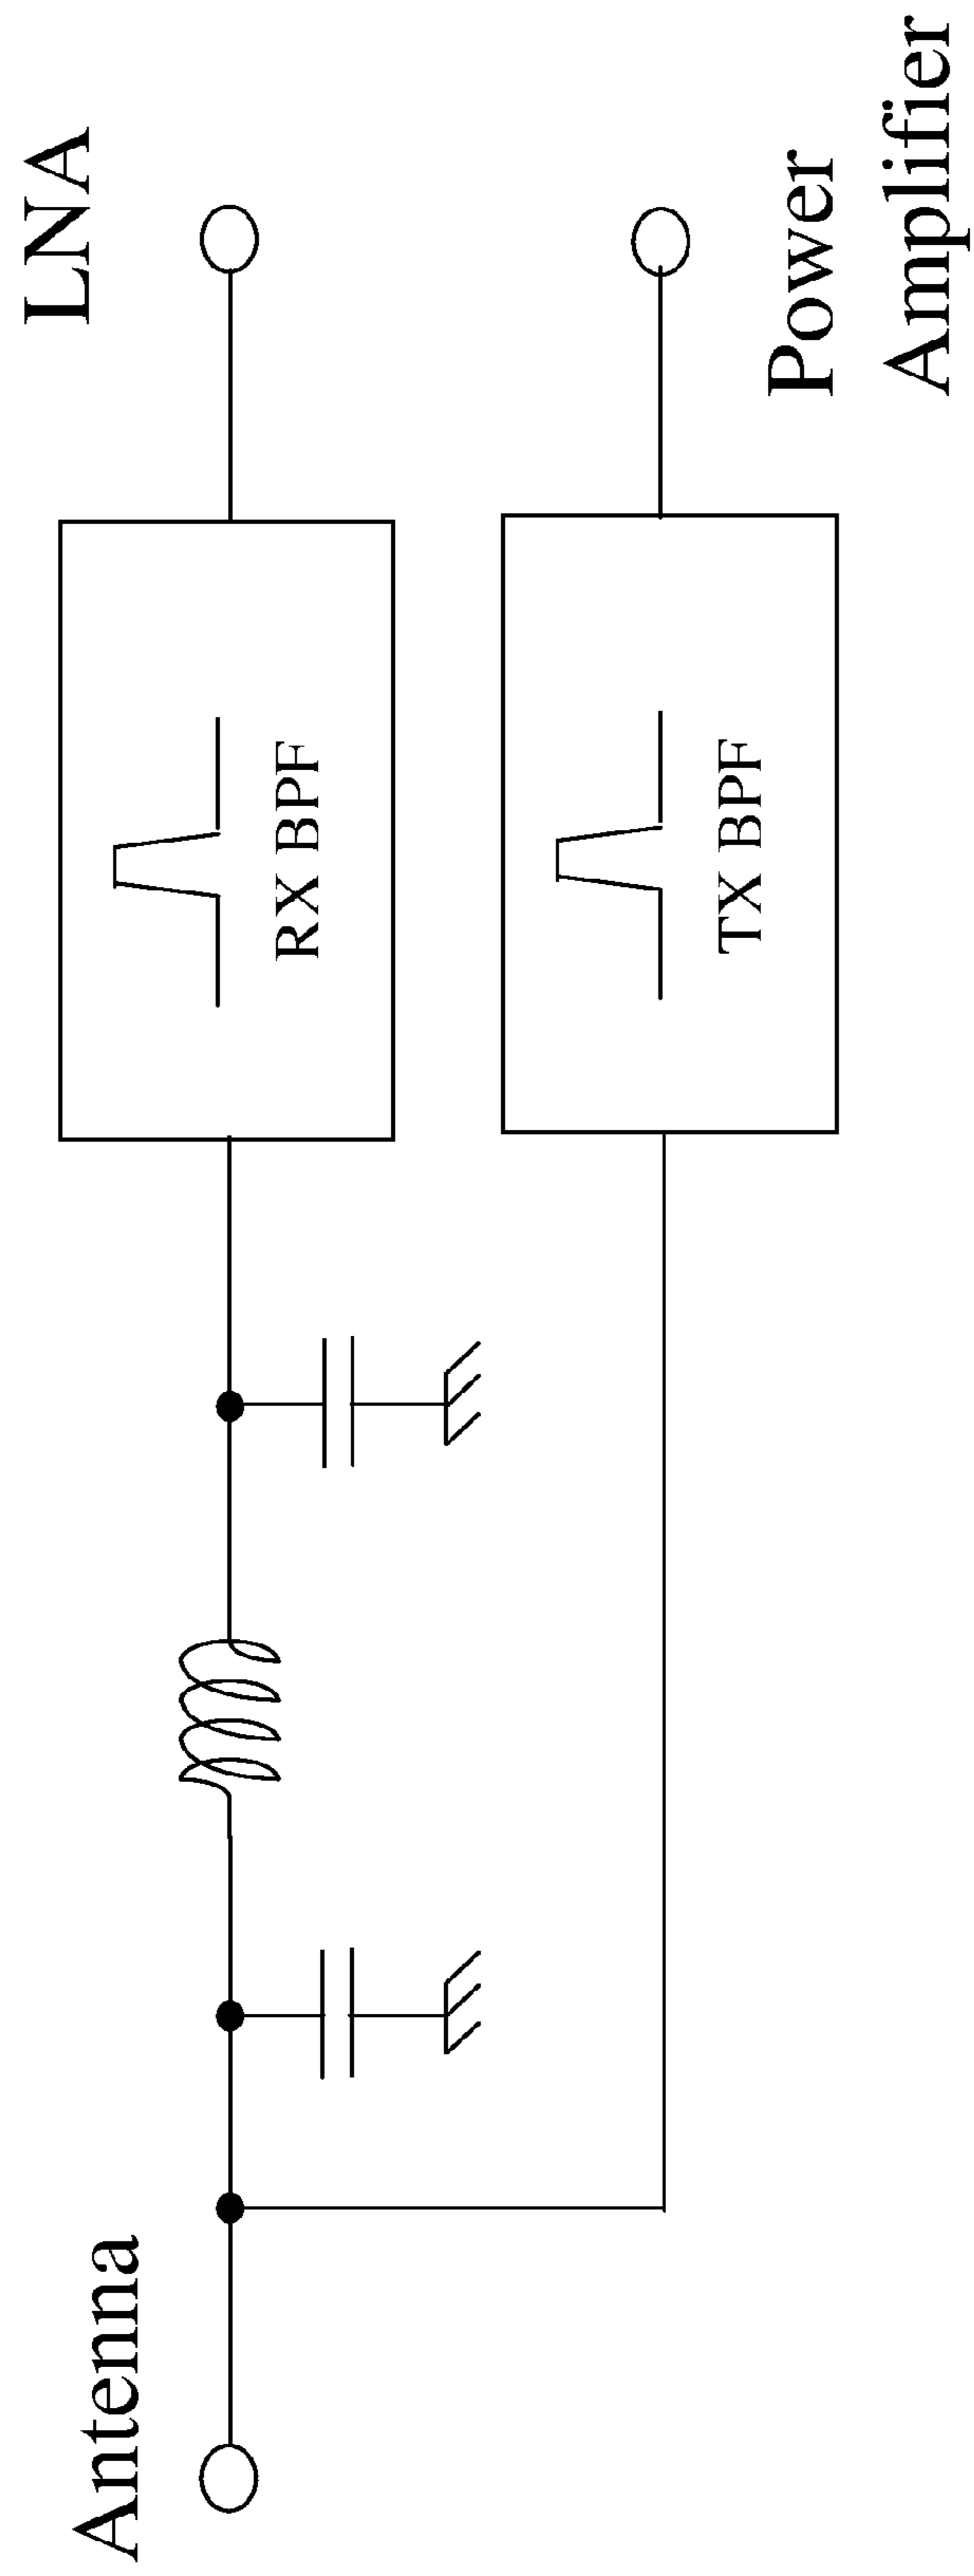 Antenna
LNA
RX BPF
TX BPF
Power
Amplifier